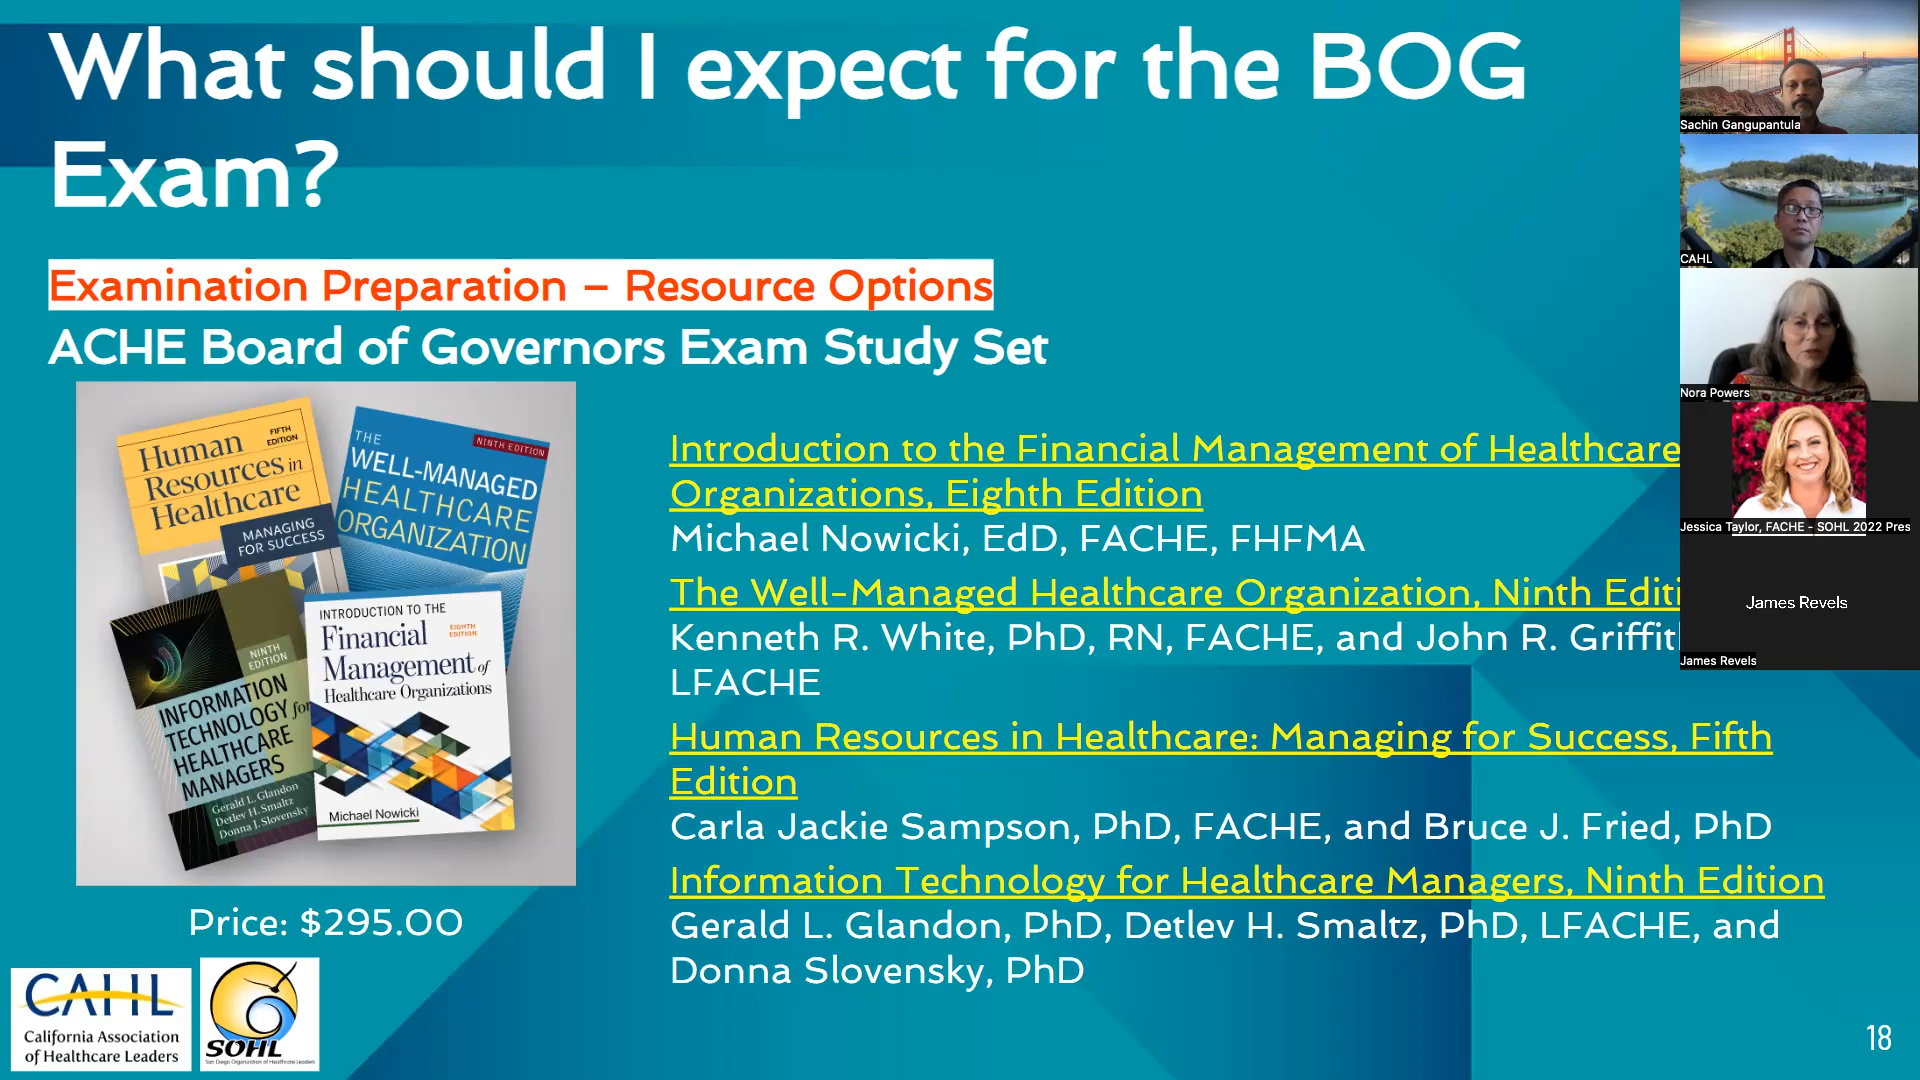 What should I expect for the BOG
Exam?
Examination Preparation – Resource Options
ACHE Board of Governors Exam Study Set
Human
Resources in
Healthcare
FIFTH
EDITION
MANAGING
FOR SUCCESS
NINTH EDITION
THE
WELL-MANAGED
HEALTHCARE
ORGANIZATION
NINTH
EDITION
INFORMATION
TECHNOLOGY for
HEALTHCARE
MANAGERS
Gerald L. Glandon
Detlev H. Smaltz
Donna J. Slovensky
INTRODUCTION TO THE
Financial
Management of
Healthcare Organizations
EIGHTH
EDITION
Michael Nowicki
Price: $295.00
Introduction to the Financial Management of Healthcare
Organizations, Eighth Edition
Michael Nowicki, EdD, FACHE, FHFMA
The Well-Managed Healthcare Organization, Ninth Editi
Kenneth R. White, PhD, RN, FACHE, and John R. Griffit
LFACHE
Human Resources in Healthcare: Managing for Success, Fifth
Edition
Carla Jackie Sampson, PhD, FACHE, and Bruce J. Fried, PhD
Information Technology for Healthcare Managers, Ninth Edition
Gerald L. Glandon, PhD, Detlev H. Smaltz, PhD, LFACHE, and
Donna Slovensky, PhD
CAHL
California Association
of Healthcare Leaders
SOHL
San Diego Organization of Healthcare Leaders
18
Sachin Gangupantula
CAHL
Nora Powers
Jessica Taylor, FACHE - SOHL 2022 Pres
James Revels
James Revels